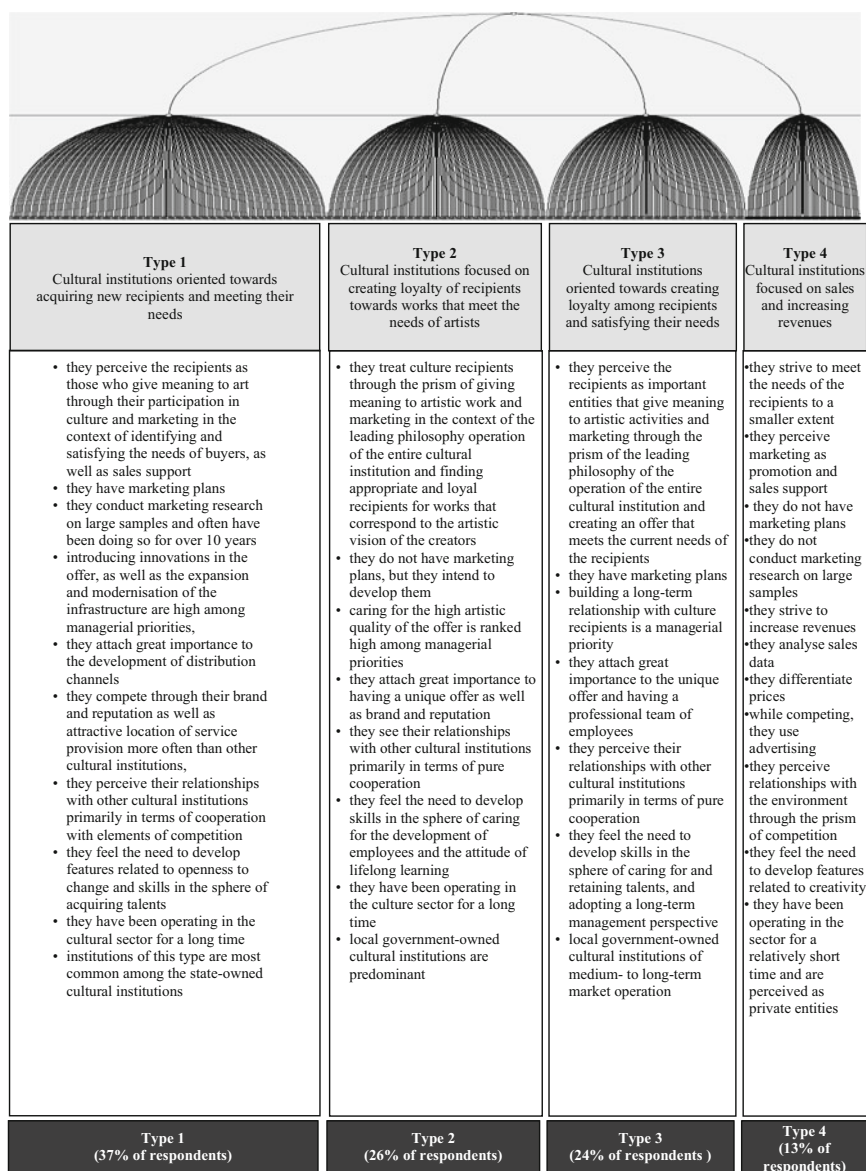 Type 1
Cultural institutions oriented towards
acquiring new recipients and meeting their
needs
Type 2
Cultural institutions focused on
creating loyalty of recipients
towards works that meet the
needs of artists
Type 3
Cultural institutions
oriented towards creating
loyalty among recipients
and satisfying their needs
Type 4
Cultural institutions
focused on sales
and increasing
revenues
• they perceive the recipients as
those who give meaning to art
through their participation in
culture and marketing in the
context of identifying and
satisfying the needs of buyers, as
well as sales support
• they have marketing plans
• they conduct marketing research
on large samples and often have
been doing so for over 10 years
• introducing innovations in the
offer, as well as the expansion
and modernisation of the
infrastructure are high among
managerial priorities,
• they attach great importance to
the development of distribution
channels
• they compete through their brand
and reputation as well as
attractive location of service
provision more often than other
cultural institutions,
• they perceive their relationships
with other cultural institutions
primarily in terms of cooperation
with elements of competition
• they feel the need to develop
features related to openness to
change and skills in the sphere of
acquiring talents
• they have been operating in the
cultural sector for a long time
• institutions of this type are most
common among the state-owned
cultural institutions
• they treat culture recipients
through the prism of giving
meaning to artistic work and
marketing in the context of the
leading philosophy operation
of the entire cultural
institution and finding
appropriate and loyal
recipients for works that
correspond to the artistic
vision of the creators
• they do not have marketing
plans, but they intend to
develop them
• caring for the high artistic
quality of the offer is ranked
high among managerial
priorities
• they attach great importance to
having a unique offer as well
as brand and reputation
• they see their relationships
with other cultural institutions
primarily in terms of pure
cooperation
• they feel the need to develop
skills in the sphere of caring
for the development of
employees and the attitude of
lifelong learning
• they have been operating in
the culture sector for a long
time
• local government-owned
cultural institutions are
predominant
• they perceive the
recipients as important
entities that give meaning
to artistic activities and
marketing through the
prism of the leading
philosophy of the
operation of the entire
cultural institution and
creating an offer that
meets the current needs of
the recipients
• they have marketing plans
• building a long-term
relationship with culture
recipients is a managerial
priority
• they attach great
importance to the unique
offer and having a
professional team of
employees
• they perceive their
relationships with other
cultural institutions
primarily in terms of pure
cooperation
• they feel the need to
develop skills in the
sphere of caring for and
retaining talents, and
adopting a long-term
management perspective
• local government-owned
cultural institutions of
medium- to long-term
market operation
•they strive to meet
the needs of the
recipients to a
smaller extent
•they perceive
marketing as
promotion and
sales support
• they do not have
marketing plans
•they do not
conduct marketing
research on large
samples
•they strive to
increase revenues
•they analyse sales
data
•they differentiate
prices
•while competing,
they use
advertising
•they perceive
relationships with
the environment
through the prism
of competition
•they feel the need
to develop features
related to creativity
• they have been
operating in the
sector for a
relatively short
time and are
perceived as
private entities
Type 1
(37% of respondents)
Type 2
(26% of respondents)
Type 3
(24% of respondents )
Type 4
(13% of
respondents)